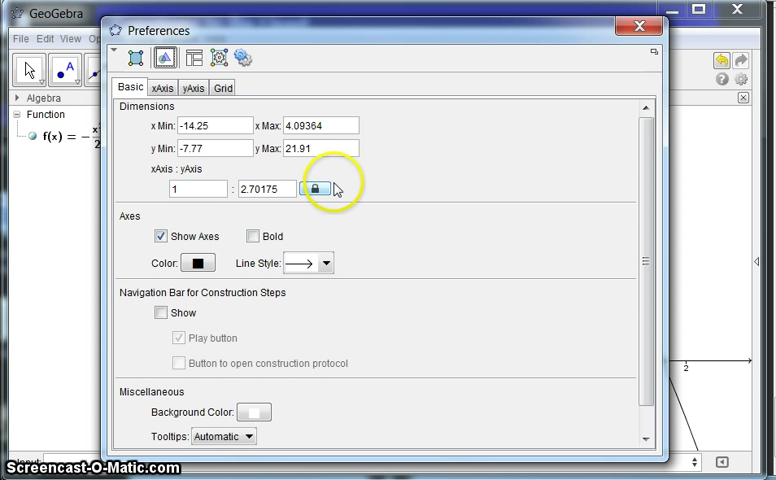 GeoGebra
Preferences
File Edit View
Algebra
Function
Basic xAxis yAxis Grid
Dimensions
x Min: -14.25 x Max: 4.09364
y Min: -7.77 y Max: 21.91
xAxis : yAxis
1 : 2.70175
Axes
Show Axes Bold
Color: Line Style:
Navigation Bar for Construction Steps
Show
Play button
Button to open construction protocol
Miscellaneous
Background Color:
Tooltips: Automatic
2
Screencast-O-Matic.com